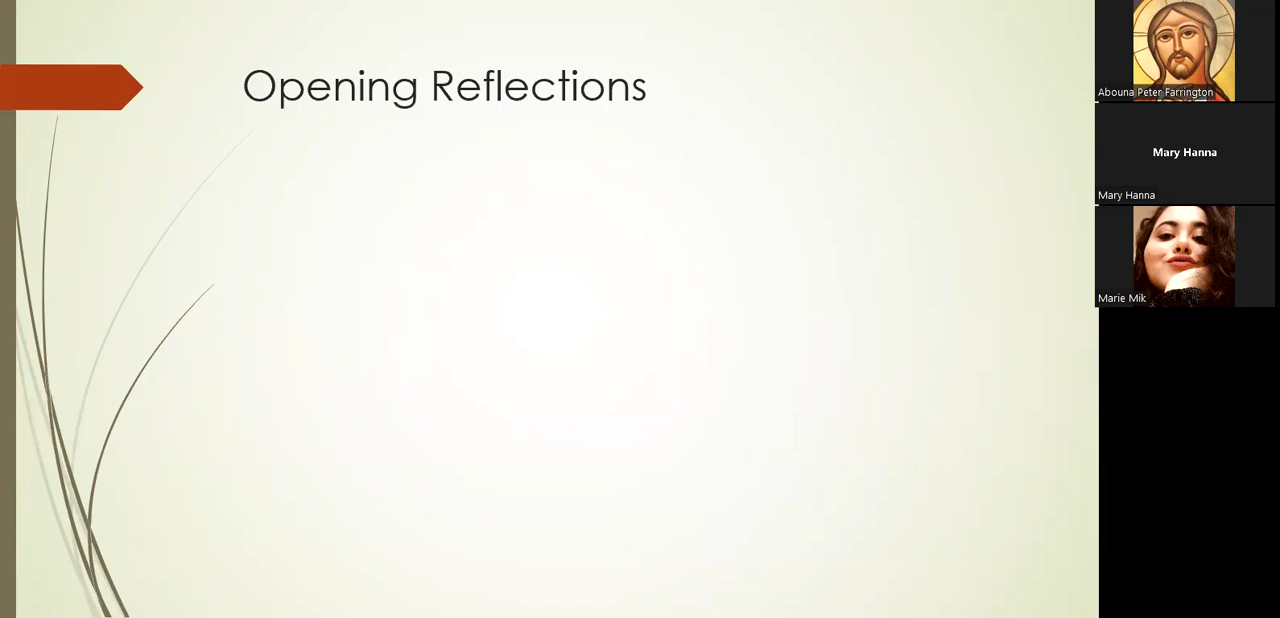 Opening Reflections
Abouna Peter Farrington
Mary Hanna
Mary Hanna
Marie Mik